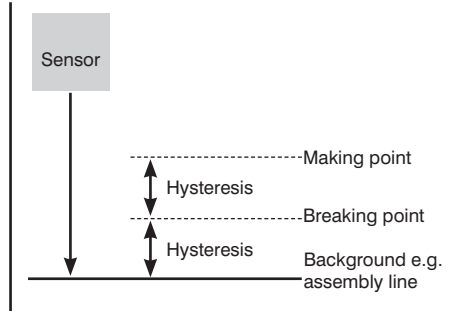 Sensor
Making point
Hysteresis
Breaking point
Hysteresis
Background e.g.
assembly line